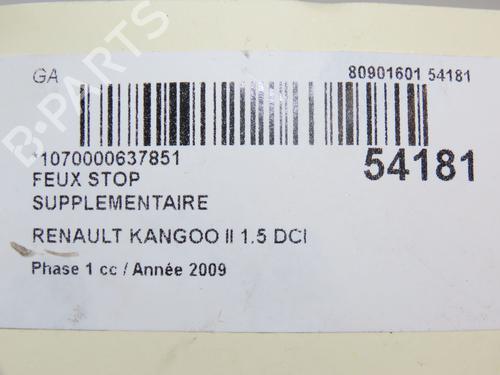 GA
80901601 54181
*1070000637851
54181
FEUX STOP
SUPPLEMENTAIRE
RENAULT KANGOO II 1.5 DCI
Phase 1 cc / Année 2009
B-PARTS